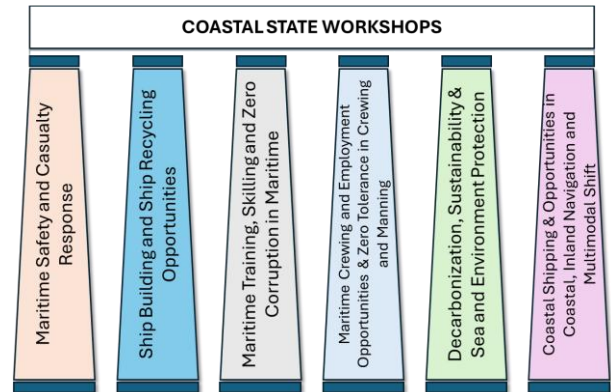 COASTAL STATE WORKSHOPS
Maritime Safety and Casualty
Response
Ship Building and Ship Recycling
Opportunities
Maritime Training, Skilling and Zero
Corruption in Maritime
Maritime Crewing and Employment
Opportunities & Zero Tolerance in Crewing
and Manning
Decarbonization, Sustainability &
Sea and Environment Protection
Coastal Shipping & Opportunities in
Coastal, Inland Navigation and
Multimodal Shift